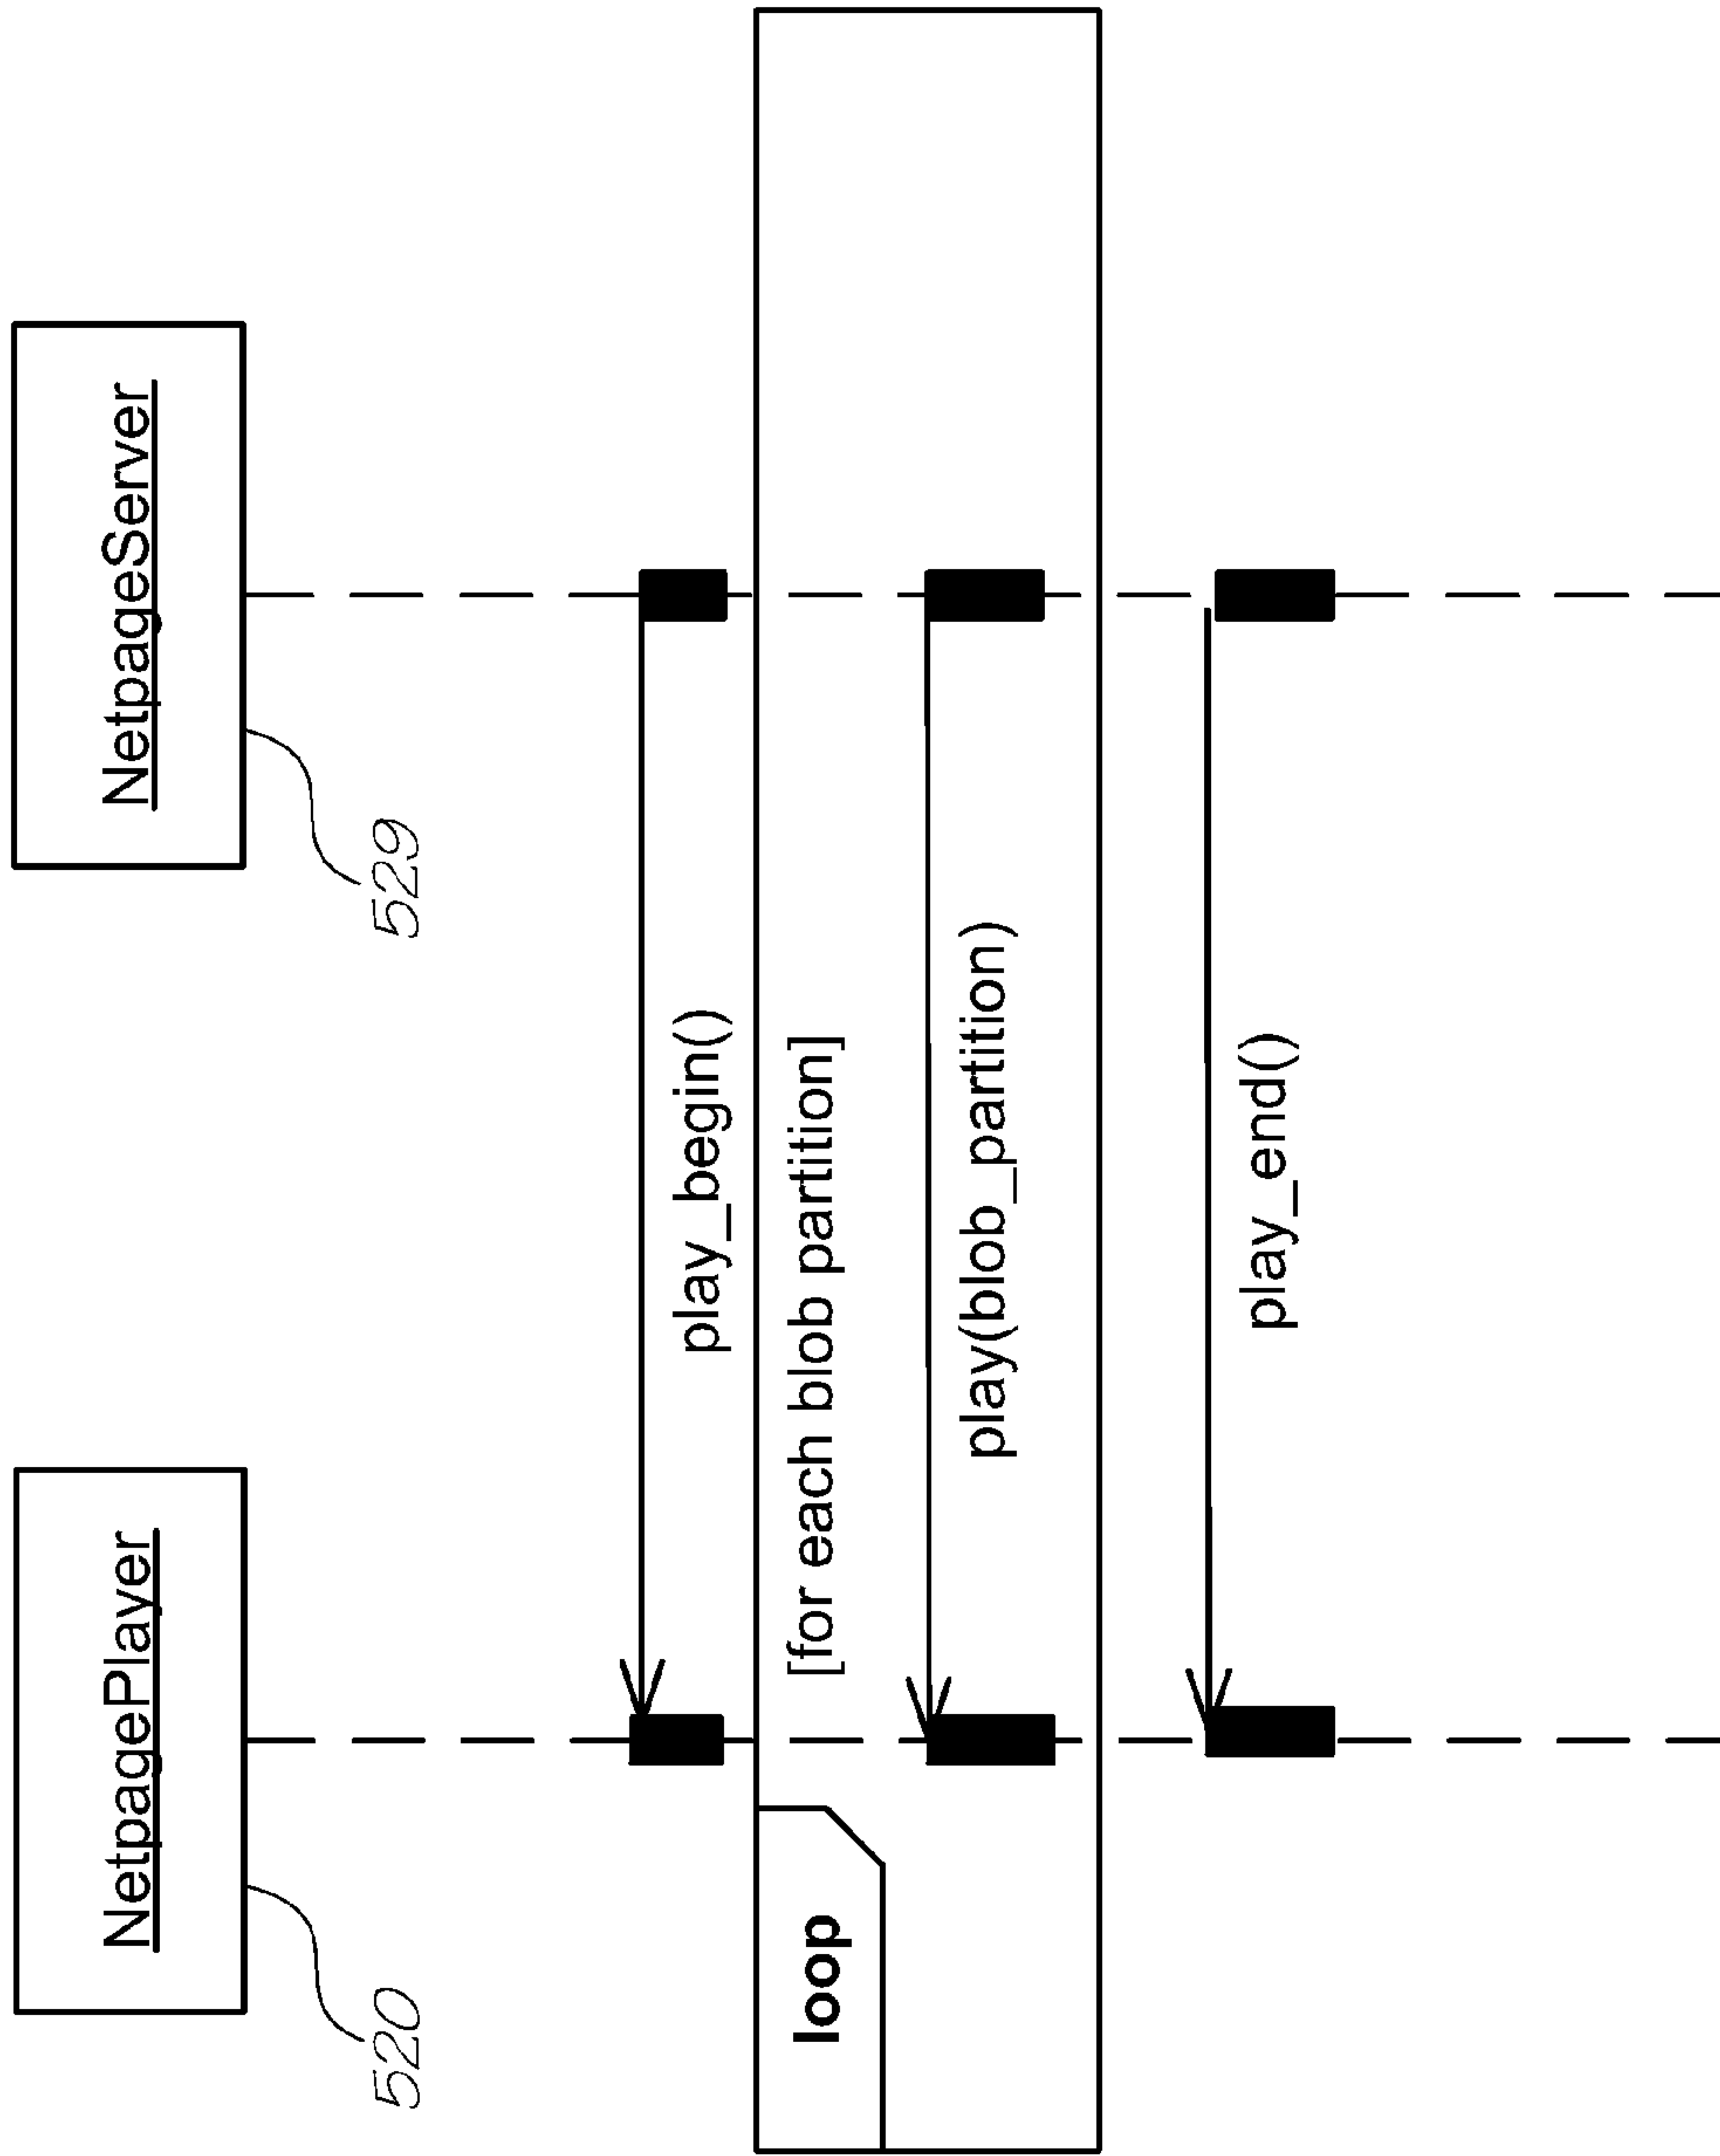 NetpagePlayer
NetpageServer
520
529
play_begin()
loop
[for each blob partition]
play(blob_partition)
play_end()